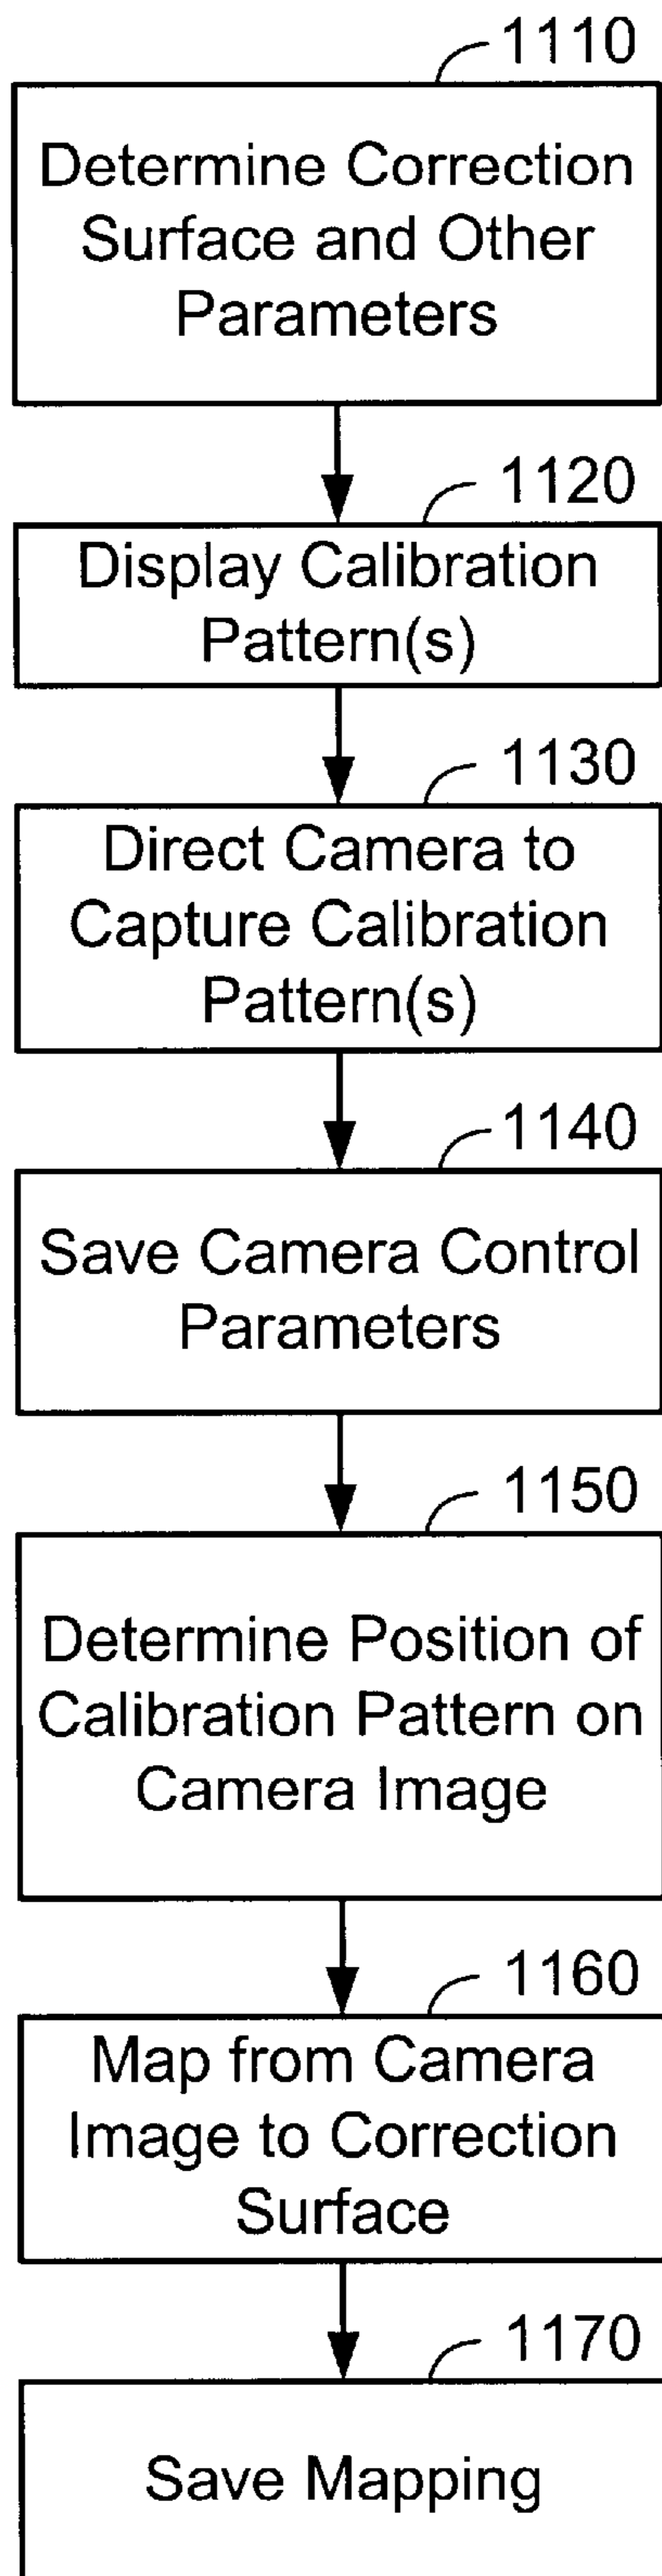 1110
Determine Correction
Surface and Other
Parameters
1120
Display Calibration
Pattern(s)
1130
Direct Camera to
Capture Calibration
Pattern(s)
1140
Save Camera Control
Parameters
1150
Determine Position of
Calibration Pattern on
Camera Image
1160
Map from Camera
Image to Correction
Surface
1170
Save Mapping